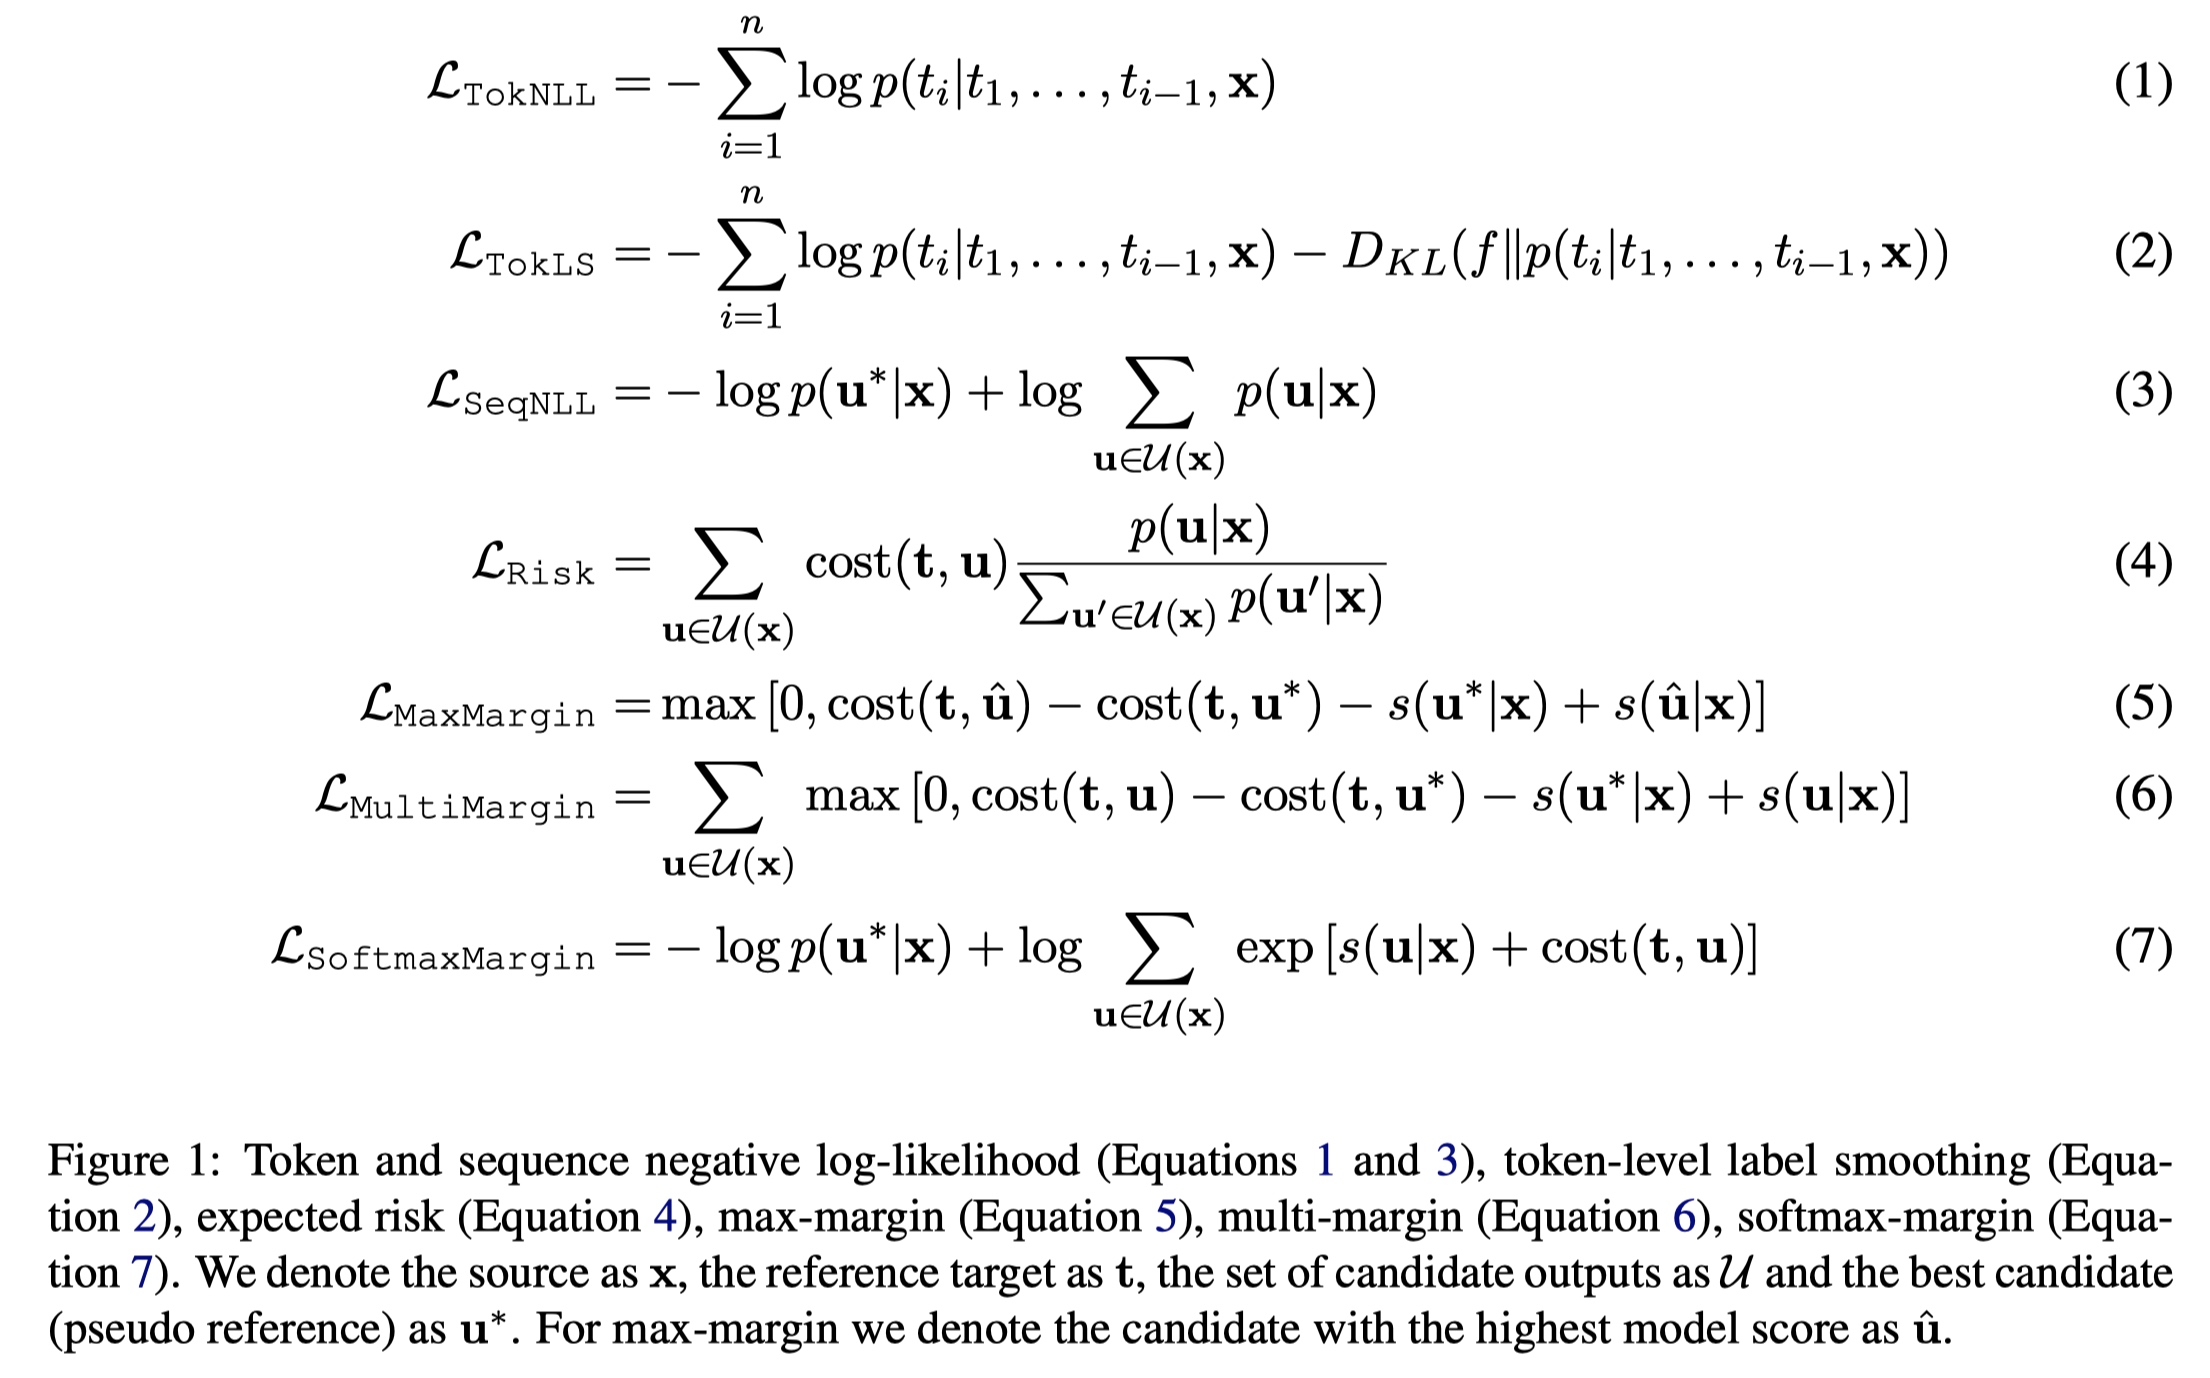 $\mathcal{L}_{\texttt{TokNLL}} = -\sum_{i=1}^{n} \log p(t_i|t_1, \ldots, t_{i-1}, \mathbf{x})$ (1)
$\mathcal{L}_{\texttt{TokLS}} = -\sum_{i=1}^{n} \log p(t_i|t_1, \ldots, t_{i-1}, \mathbf{x}) - D_{KL}(f \| p(t_i|t_1, \ldots, t_{i-1}, \mathbf{x}))$ (2)
$\mathcal{L}_{\texttt{SeqNLL}} = -\log p(\mathbf{u}^*|\mathbf{x}) + \log \sum_{\mathbf{u} \in \mathcal{U}(\mathbf{x})} p(\mathbf{u}|\mathbf{x})$ (3)
$\mathcal{L}_{\texttt{Risk}} = \sum_{\mathbf{u} \in \mathcal{U}(\mathbf{x})} \text{cost}(\mathbf{t}, \mathbf{u}) \frac{p(\mathbf{u}|\mathbf{x})}{\sum_{\mathbf{u}' \in \mathcal{U}(\mathbf{x})} p(\mathbf{u}'|\mathbf{x})}$ (4)
$\mathcal{L}_{\texttt{MaxMargin}} = \max [0, \text{cost}(\mathbf{t}, \hat{\mathbf{u}}) - \text{cost}(\mathbf{t}, \mathbf{u}^*) - s(\mathbf{u}^*|\mathbf{x}) + s(\hat{\mathbf{u}}|\mathbf{x})]$ (5)
$\mathcal{L}_{\texttt{MultiMargin}} = \sum_{\mathbf{u} \in \mathcal{U}(\mathbf{x})} \max [0, \text{cost}(\mathbf{t}, \mathbf{u}) - \text{cost}(\mathbf{t}, \mathbf{u}^*) - s(\mathbf{u}^*|\mathbf{x}) + s(\mathbf{u}|\mathbf{x})]$ (6)
$\mathcal{L}_{\texttt{SoftmaxMargin}} = -\log p(\mathbf{u}^*|\mathbf{x}) + \log \sum_{\mathbf{u} \in \mathcal{U}(\mathbf{x})} \exp [s(\mathbf{u}|\mathbf{x}) + \text{cost}(\mathbf{t}, \mathbf{u})]$ (7)
Figure 1: Token and sequence negative log-likelihood (Equations 1 and 3), token-level label smoothing (Equa-
tion 2), expected risk (Equation 4), max-margin (Equation 5), multi-margin (Equation 6), softmax-margin (Equa-
tion 7). We denote the source as $\mathbf{x}$, the reference target as $\mathbf{t}$, the set of candidate outputs as $\mathcal{U}$ and the best candidate
(pseudo reference) as $\mathbf{u}^*$. For max-margin we denote the candidate with the highest model score as $\hat{\mathbf{u}}$.